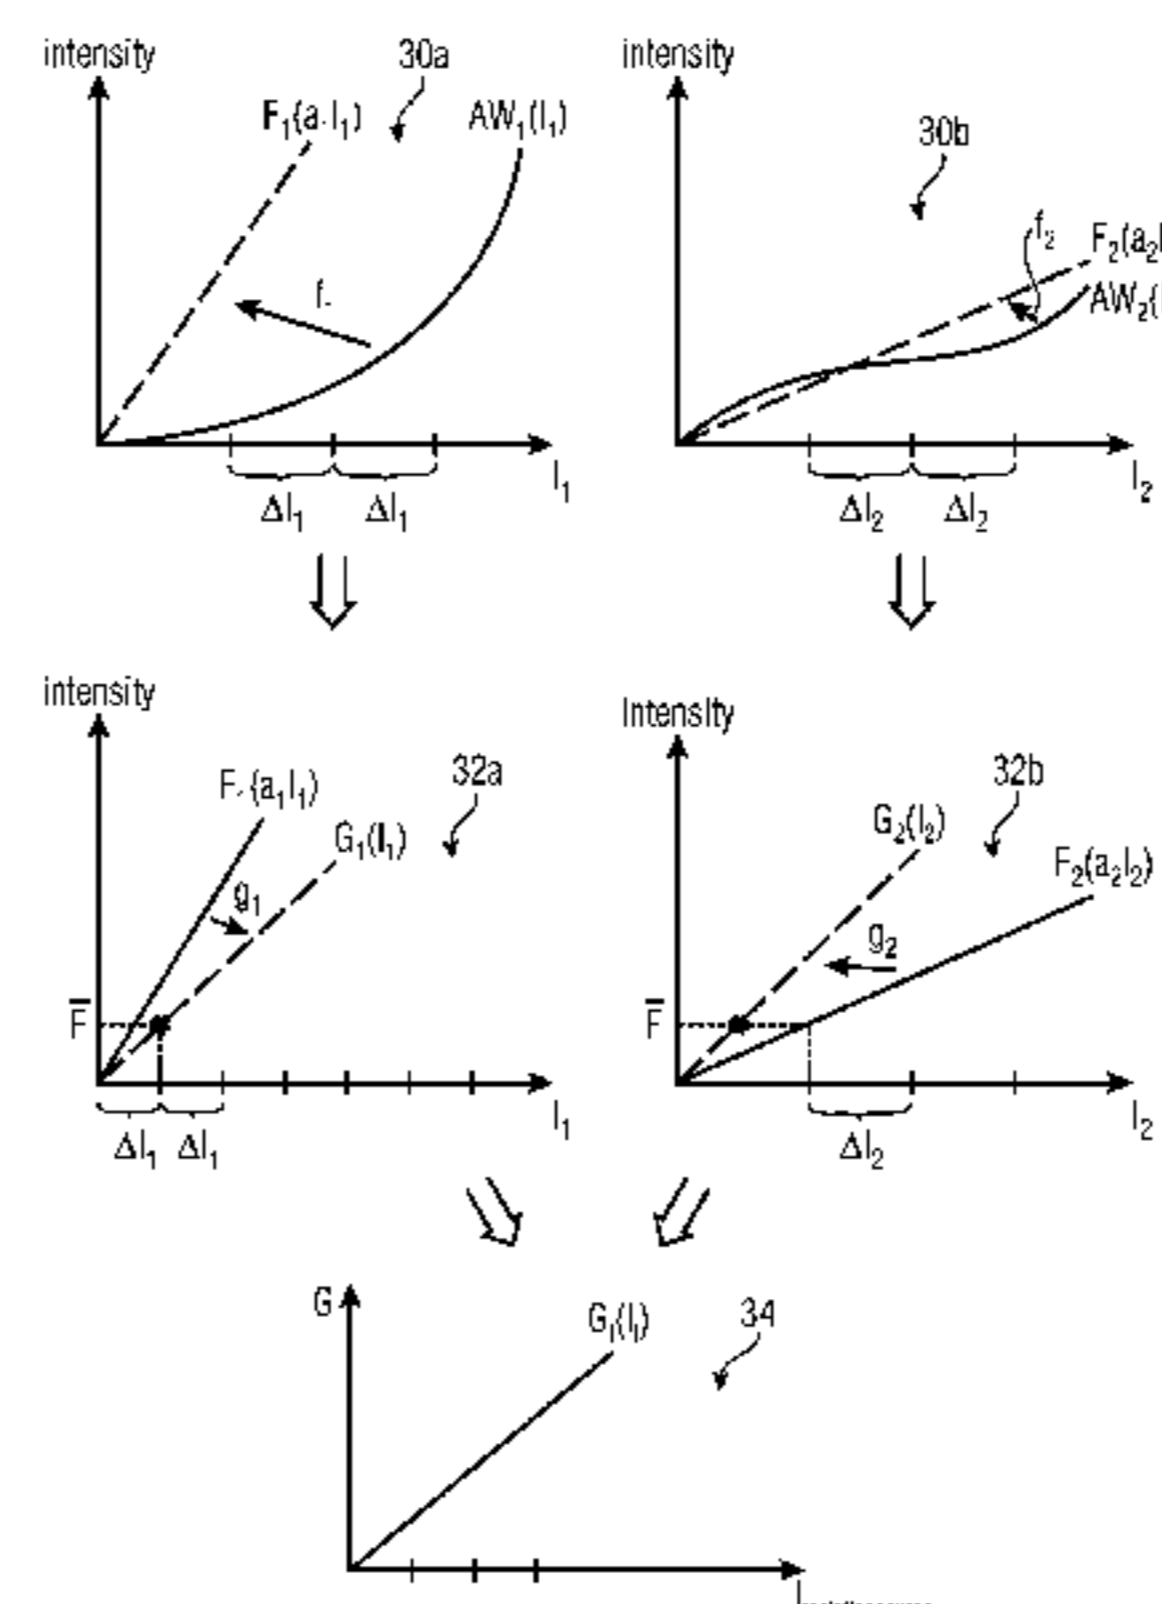 intensity
30a
F₁(a.I₁)
AW₁(I₁)
f.
I₁
ΔI₁ ΔI₁
intensity
30b
f₂
F₂(a₂I
AW₂(
I₂
ΔI₂ ΔI₂
intensity
F.(a₁I₁)
32a
G₁(I₁)
g₁
F̅
I₁
ΔI₁ ΔI₁
Intensity
32b
G₂(I₂)
F₂(a₂I₂)
g₂
F̅
I₂
ΔI₂
G
Gᵢ(Iᵢ)
34